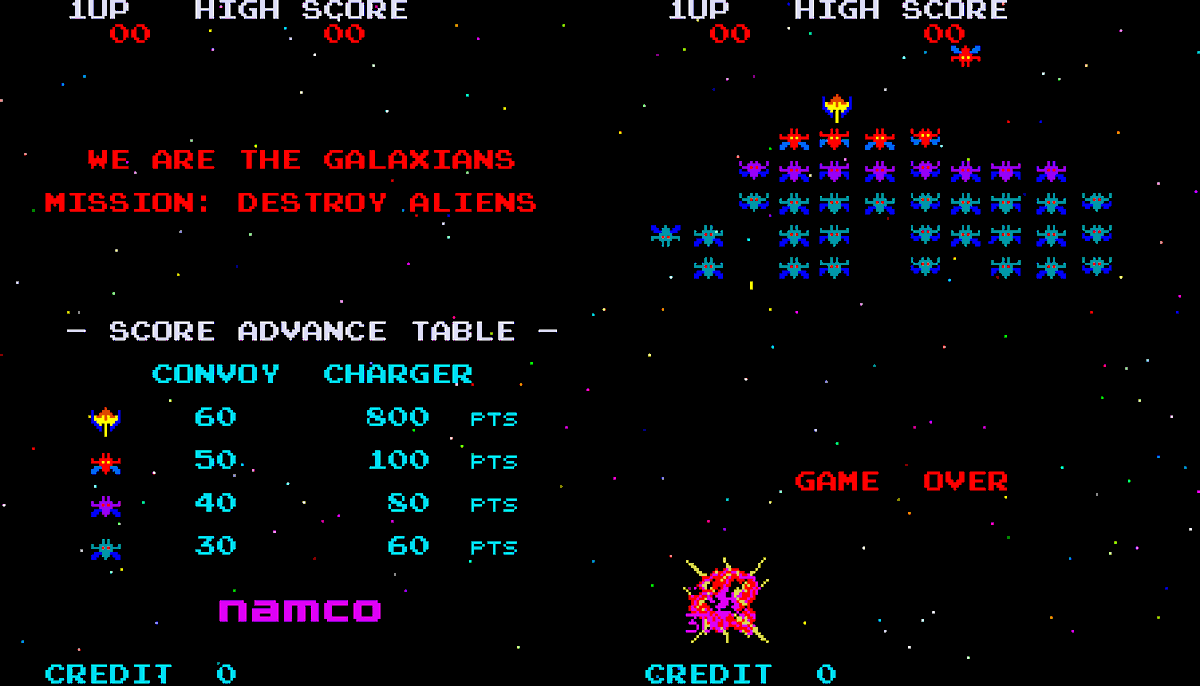 1UP HIGH SCORE
00 00
WE ARE THE GALAXIANS
MISSION: DESTROY ALIENS
- SCORE ADVANCE TABLE -
CONVOY CHARGER
60 800 PTS
50 100 PTS
40 80 PTS
30 60 PTS
namco
CREDIT 0
1UP HIGH SCORE
00 00
GAME OVER
CREDIT 0